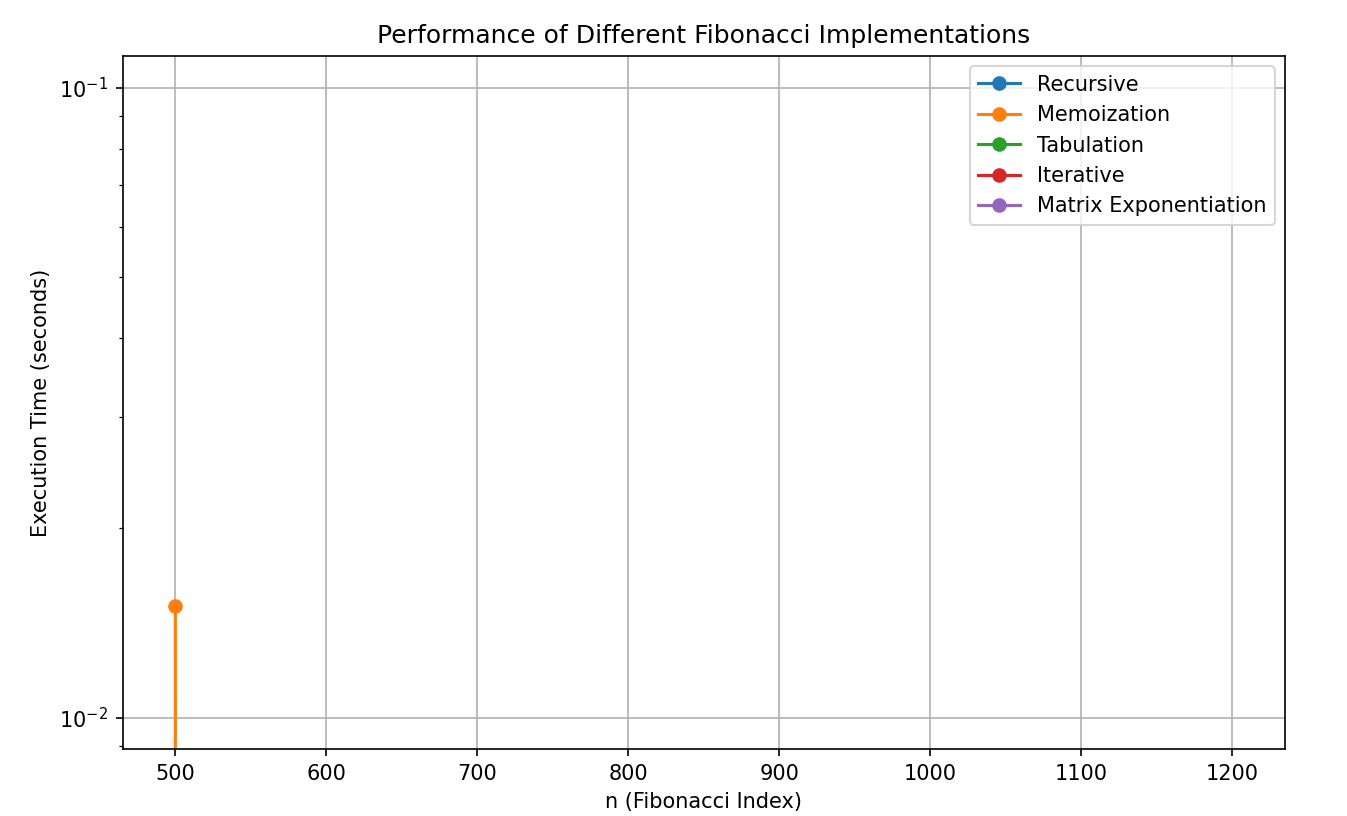 Performance of Different Fibonacci Implementations
Recursive
Memoization
Tabulation
Iterative
Matrix Exponentiation
Execution Time (seconds)
10⁻¹
10⁻²
500 600 700 800 900 1000 1100 1200
n (Fibonacci Index)